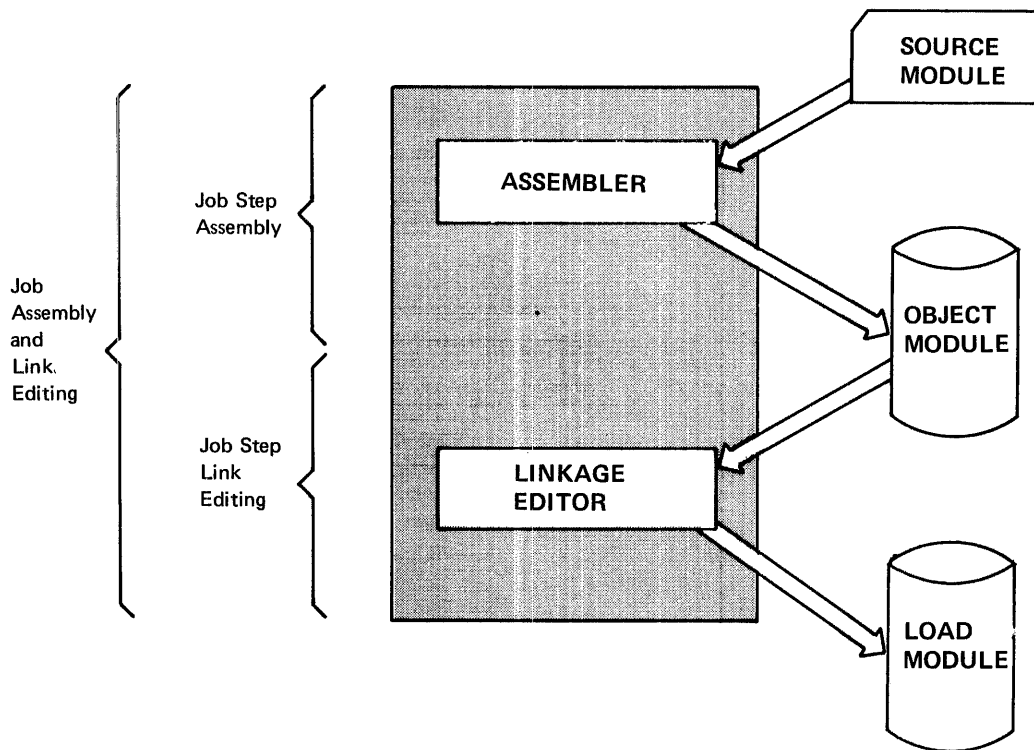 SOURCE
MODULE
ASSEMBLER
Job Step
Assembly
OBJECT
MODULE
Job
Assembly
and
Link.
Editing
Job Step
Link
Editing
LINKAGE
EDITOR
LOAD
MODULE